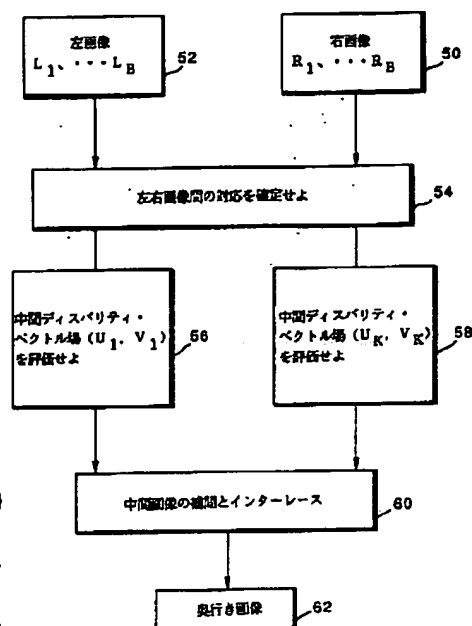 左画像
L1、・・・LB
52
右画像
R1、・・・RB
50
左右画像間の対応を確定せよ
54
中間ディスパリティ・
ベクトル場(U1, V1)
を評価せよ
56
中間ディスパリティ・
ベクトル場(UK, VK)
を評価せよ
58
中間画像の補間とインターレース
60
奥行き画像
62